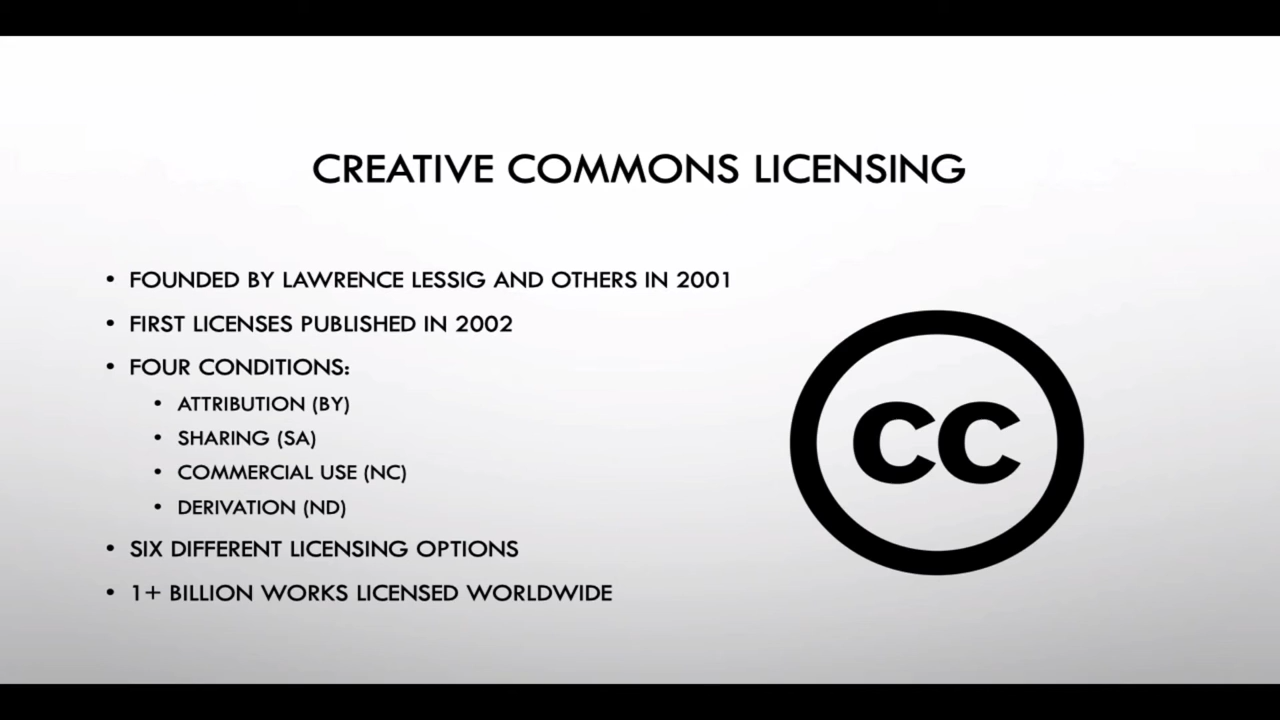 CREATIVE COMMONS LICENSING
• FOUNDED BY LAWRENCE LESSIG AND OTHERS IN 2001
• FIRST LICENSES PUBLISHED IN 2002
• FOUR CONDITIONS:
• ATTRIBUTION (BY)
• SHARING (SA)
• COMMERCIAL USE (NC)
• DERIVATION (ND)
• SIX DIFFERENT LICENSING OPTIONS
• 1+ BILLION WORKS LICENSED WORLDWIDE
cc